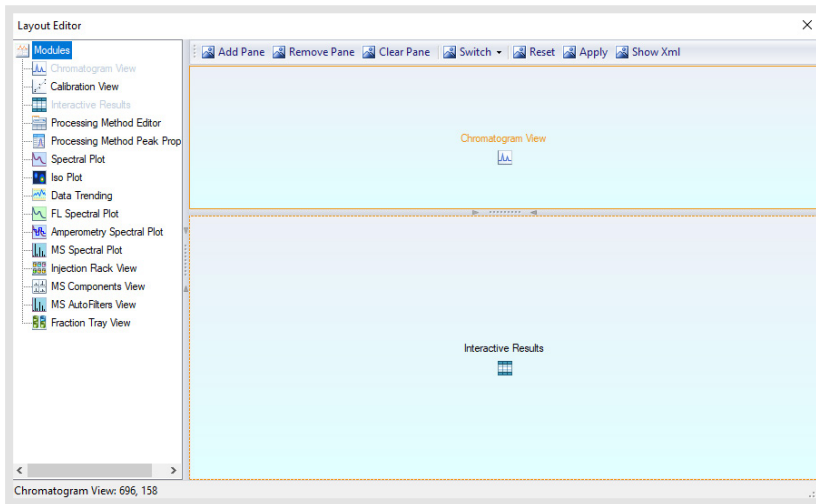 Layout Editor
Modules
Chromatogram View
Calibration View
Interactive Results
Processing Method Editor
Processing Method Peak Prop
Spectral Plot
Iso Plot
Data Trending
FL Spectral Plot
Amperometry Spectral Plot
MS Spectral Plot
Injection Rack View
MS Components View
MS AutoFilters View
Fraction Tray View
Add Pane Remove Pane Clear Pane Switch Reset Apply Show Xml
Chromatogram View
Interactive Results
Chromatogram View: 696, 158